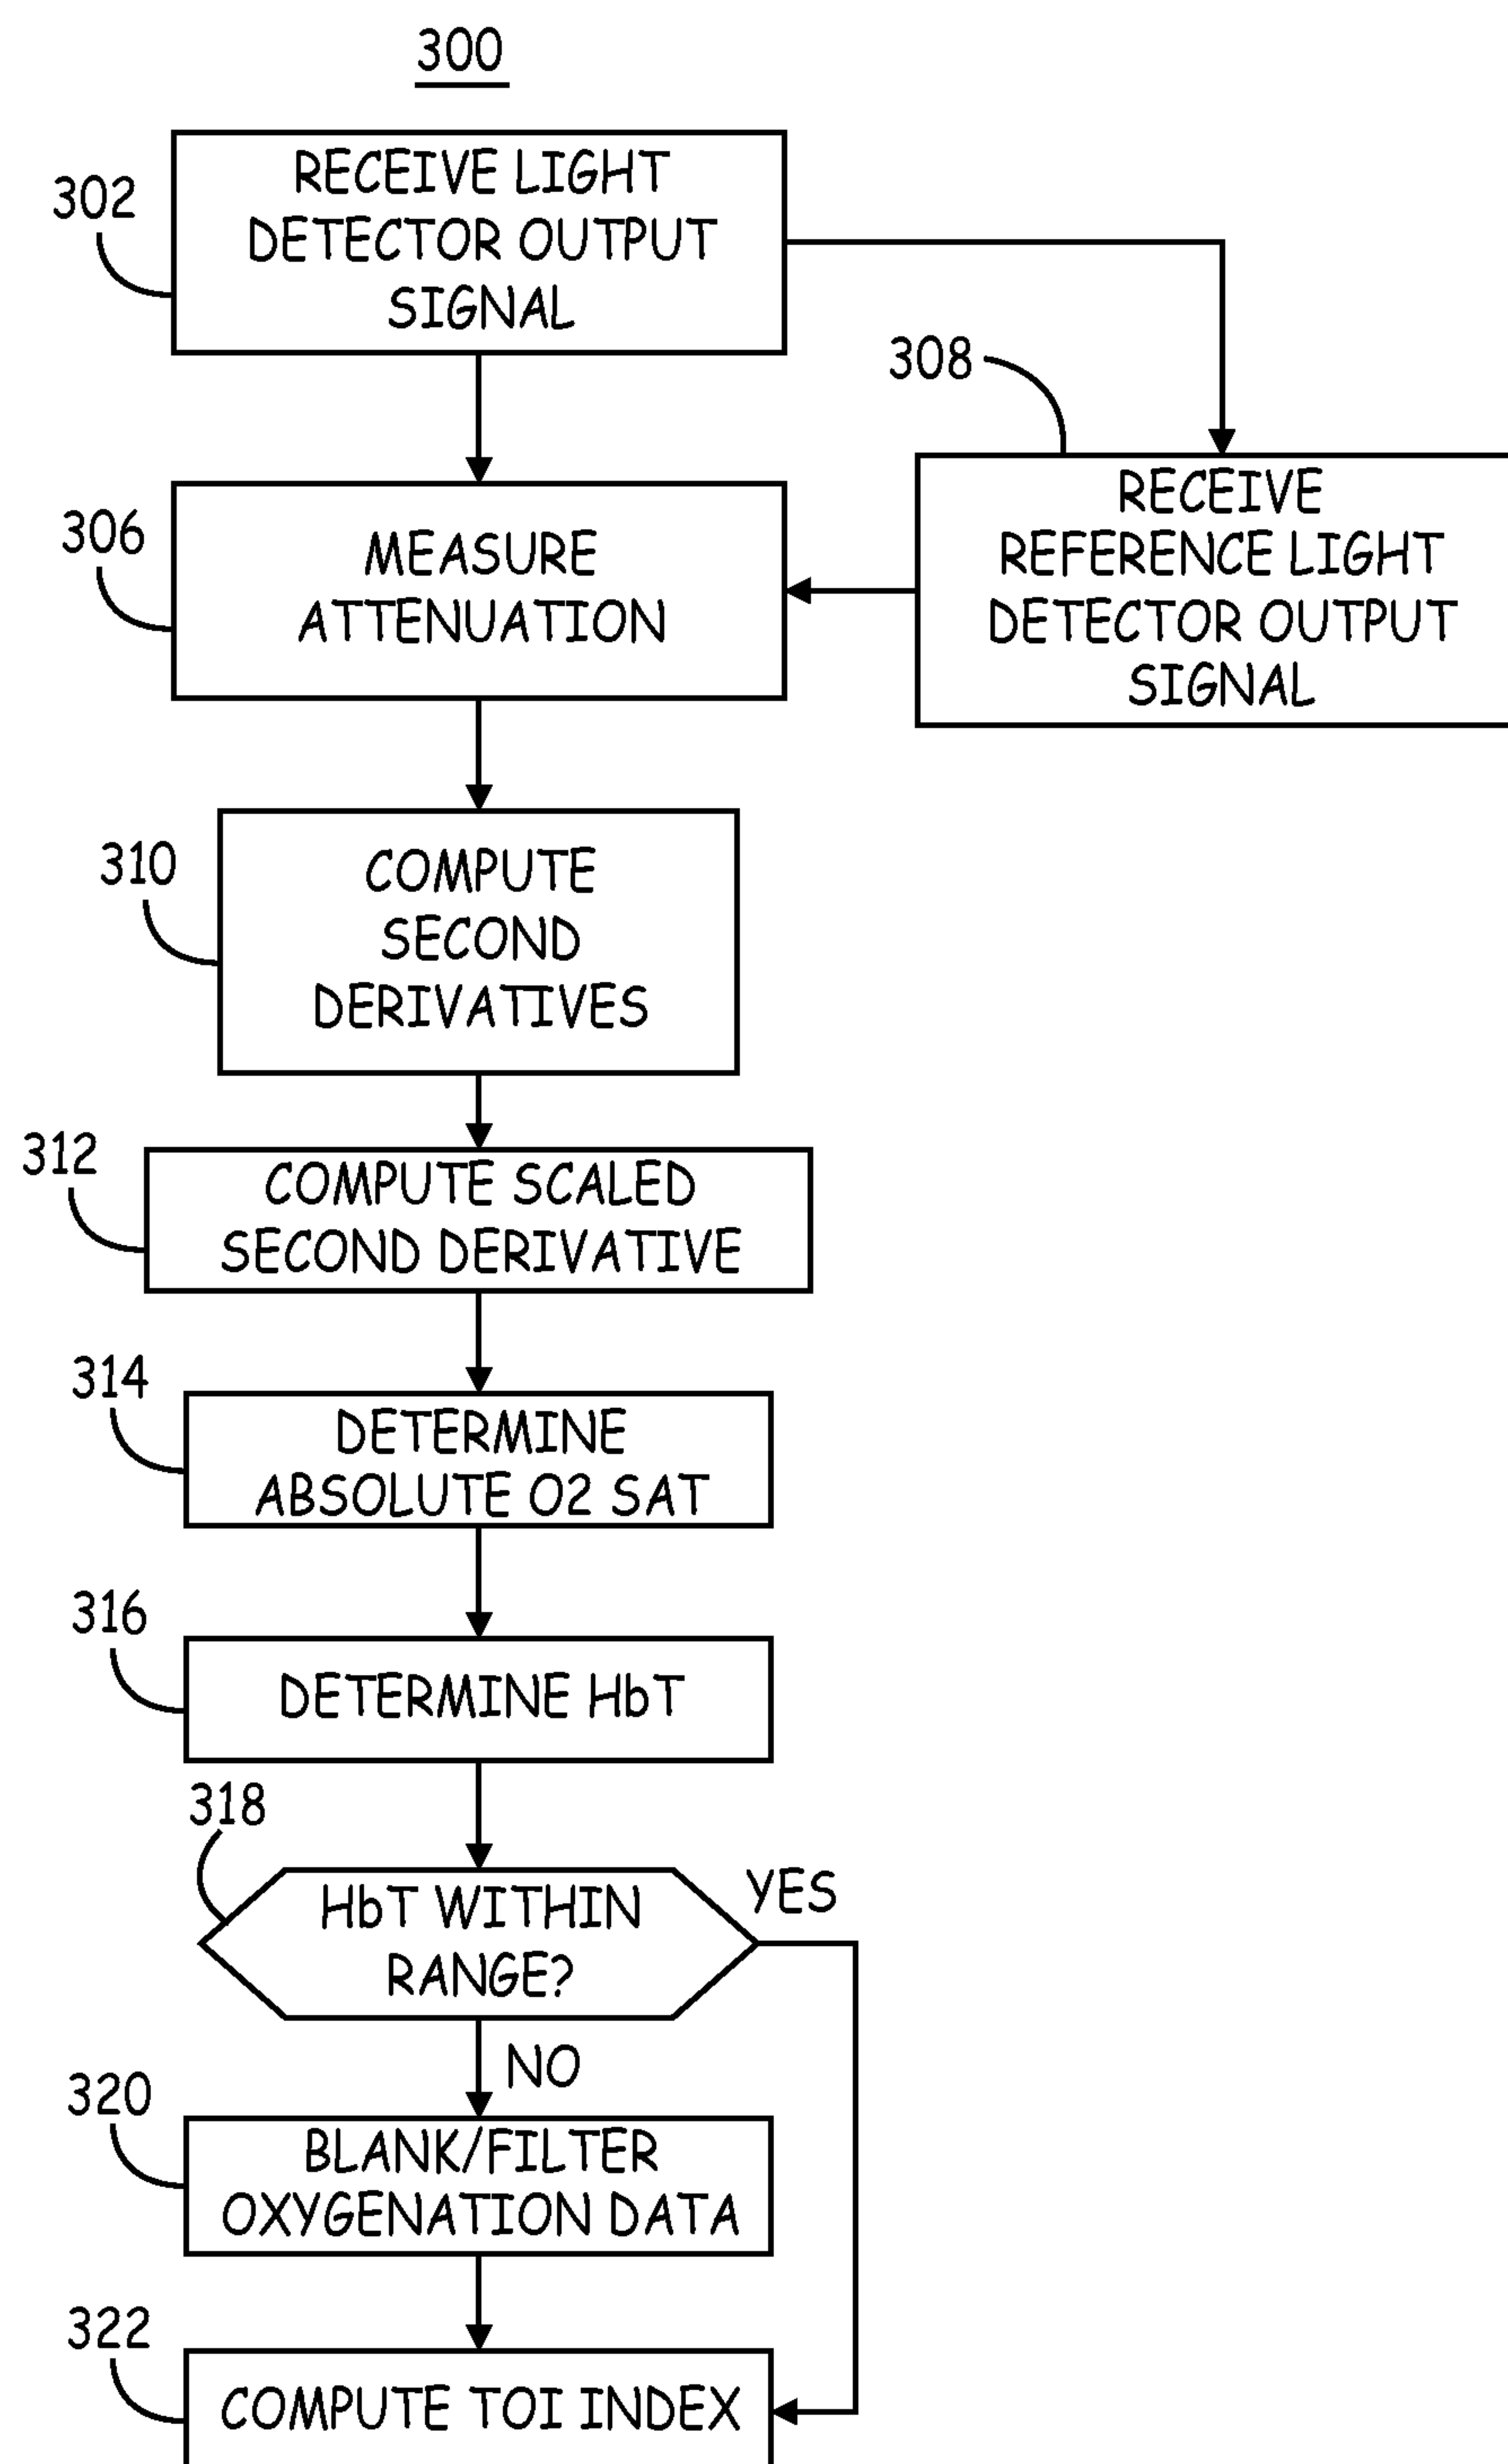 300
302
RECEIVE LIGHT
DETECTOR OUTPUT
SIGNAL
308
RECEIVE
REFERENCE LIGHT
DETECTOR OUTPUT
SIGNAL
306
MEASURE
ATTENUATION
310
COMPUTE
SECOND
DERIVATIVES
312
COMPUTE SCALED
SECOND DERIVATIVE
314
DETERMINE
ABSOLUTE O2 SAT
316
DETERMINE HbT
318
HbT WITHIN
RANGE?
YES
NO
320
BLANK/FILTER
OXYGENATION DATA
322
COMPUTE TOI INDEX